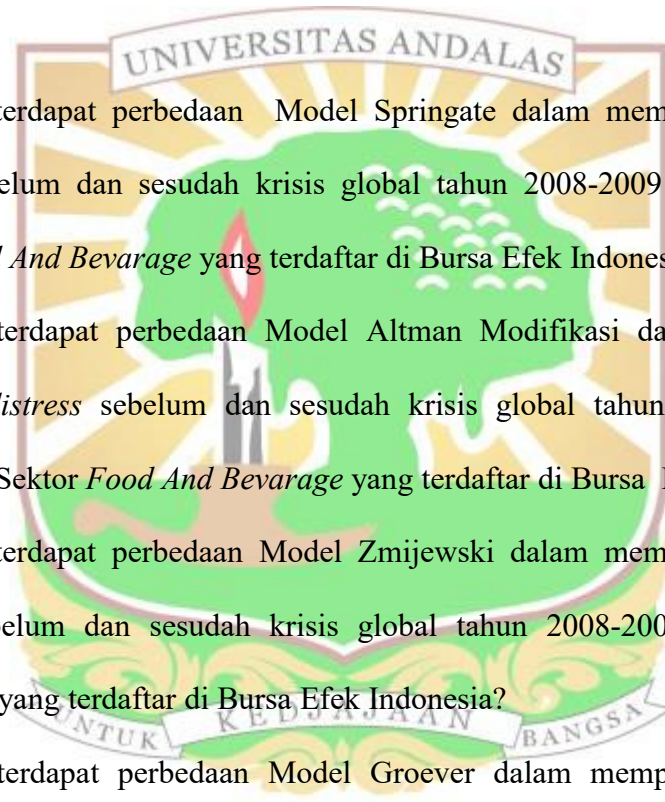 UNIVERSITAS ANDALAS
terdapat perbedaan Model Springate dalam mem
elum dan sesudah krisis global tahun 2008-2009
And Bevarage yang terdaftar di Bursa Efek Indones
terdapat perbedaan Model Altman Modifikasi da
distress sebelum dan sesudah krisis global tahun
Sektor Food And Bevarage yang terdaftar di Bursa
terdapat perbedaan Model Zmijewski dalam mem
elum dan sesudah krisis global tahun 2008-200
yang terdaftar di Bursa Efek Indonesia?
UNTUK KEDJAJAAN BANGSA
terdapat perbedaan Model Groever dalam memp